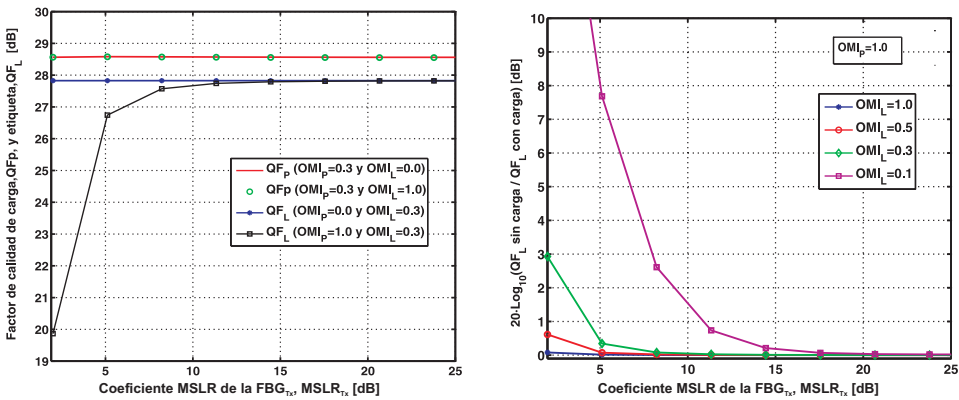 Factor de calidad de carga,QFp, y etiqueta,QF_L [dB]
30
29
28
27
26
25
24
23
22
21
20
19
5
10
15
20
25
Coeficiente MSLR de la FBG_Tx, MSLR_Tx [dB]
QF_P (OMI_P=0.3 y OMI_L=0.0)
QFp (OMI_P=0.3 y OMI_L=1.0)
QF_L (OMI_P=0.0 y OMI_L=0.3)
QF_L (OMI_P=1.0 y OMI_L=0.3)
20·Log_10(QF_L sin carga / QF_L con carga) [dB]
10
9
8
7
6
5
4
3
2
1
0
5
10
15
20
25
Coeficiente MSLR de la FBG_Tx, MSLR_Tx [dB]
OMI_P=1.0
OMI_L=1.0
OMI_L=0.5
OMI_L=0.3
OMI_L=0.1